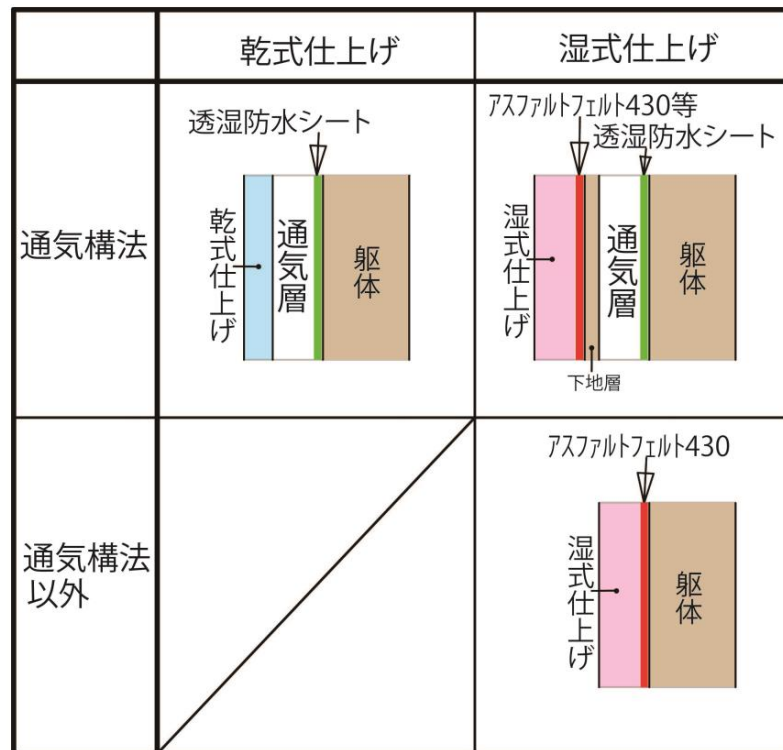 乾式仕上げ
湿式仕上げ
通気構法
透湿防水シート
乾式仕上げ
通気層
躯体
ｱｽﾌｧﾙﾄﾌｪﾙﾄ430等
透湿防水シート
湿式仕上げ
通気層
躯体
下地層
通気構法
以外
ｱｽﾌｧﾙﾄﾌｪﾙﾄ430
湿式仕上げ
躯体